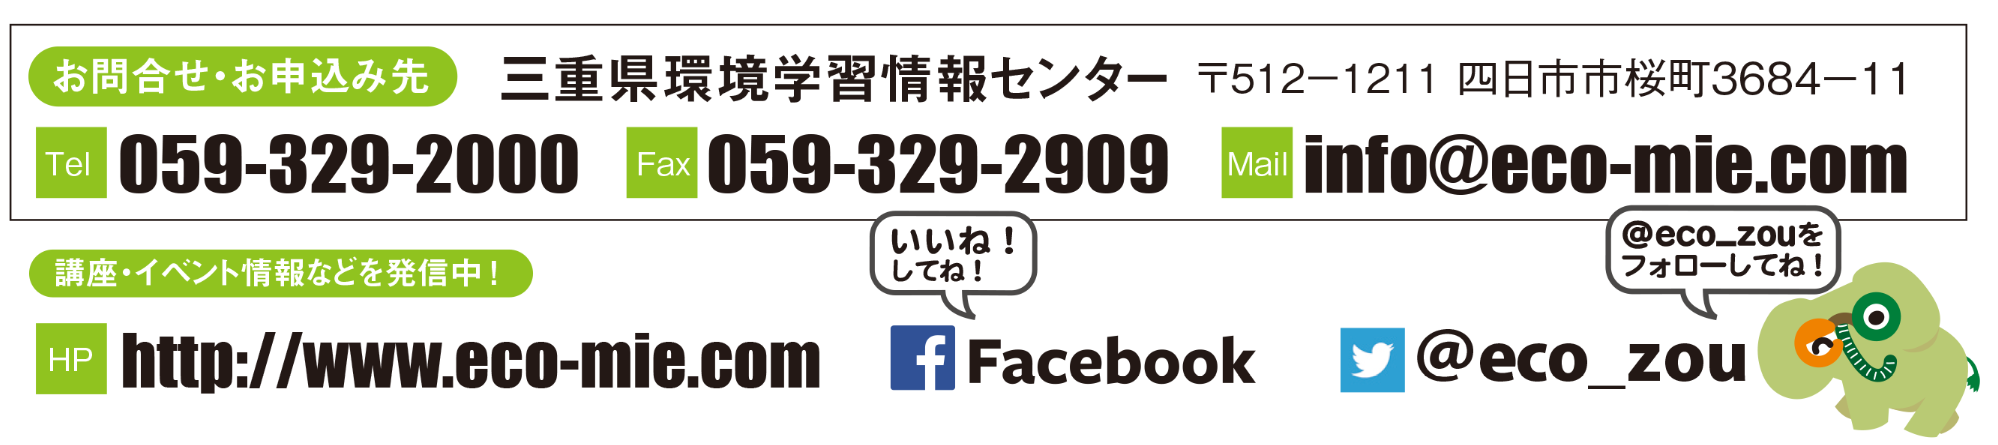 お問合せ・お申込み先 三重県環境学習情報センター 〒512－1211 四日市市桜町3684－11
Tel 059-329-2000 Fax 059-329-2909 Mail info@eco-mie.com
講座・イベント情報などを発信中！
いいね！
してね！
@eco_zouを
フォローしてね！
HP http://www.eco-mie.com Facebook @eco_zou